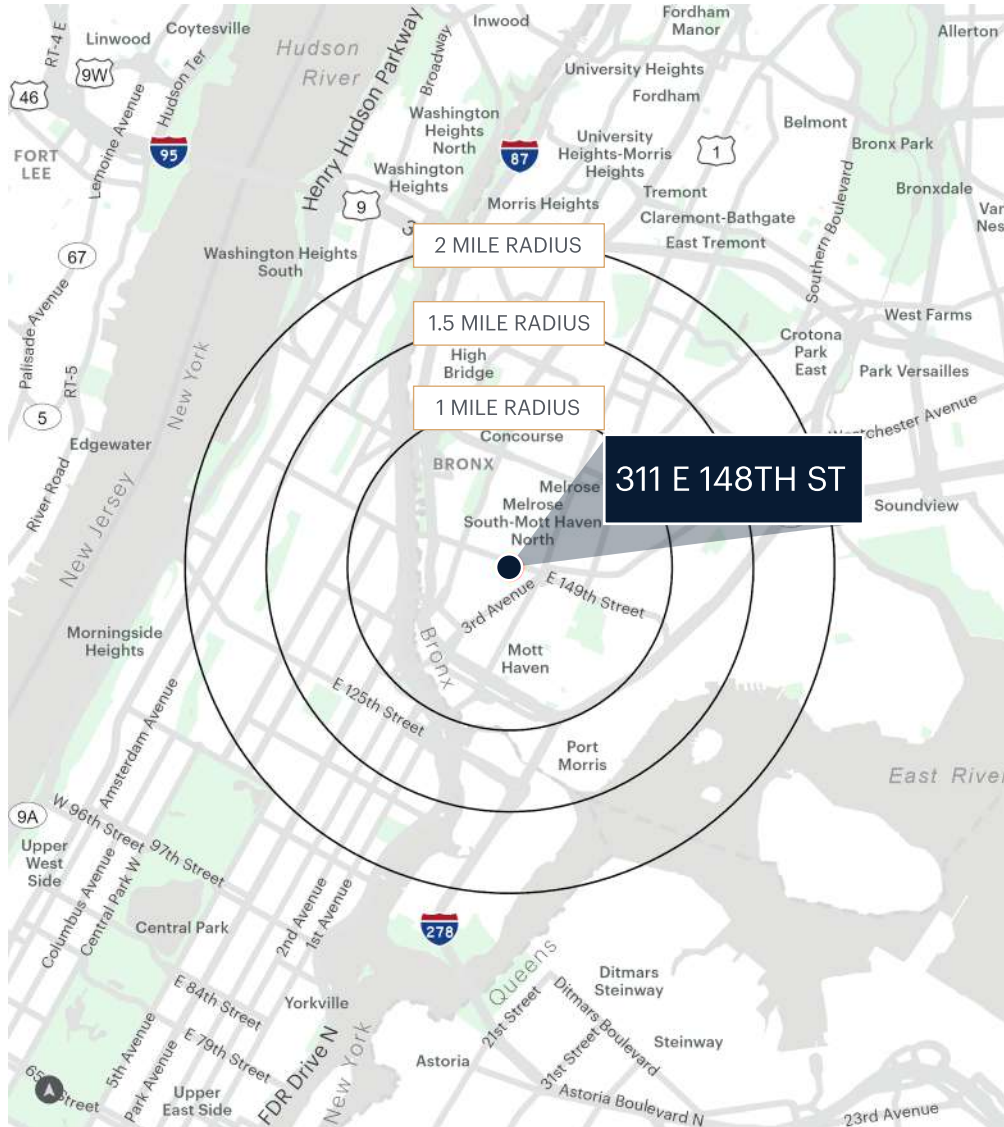 Inwood
Fordham
Manor
Coytesville
Linwood
Allerton
RT-4 E
9W
Hudson Ter
Hudson
River
Henry Hudson Parkway
Broadway
University Heights
46
Fordham
Lemoine Avenue
Washington
Heights
North
Belmont
FORT
LEE
95
87
University
Heights-Morris
Heights
1
Bronx Park
Washington
Heights
Tremont
Bronxdale
9
Morris Heights
Claremont-Bathgate
East Tremont
Southern Boulevard
67
Washington Heights
South
2 MILE RADIUS
Palisade Avenue
RT-5
1.5 MILE RADIUS
West Farms
Crotona
Park
East
High
Bridge
Park Versailles
New York
5
1 MILE RADIUS
Edgewater
Concourse
BRONX
311 E 148TH ST
River Road
Melrose
Melrose
South-Mott Haven
North
Soundview
New Jersey
3rd Avenue
E 149th Street
Morningside
Heights
Bronx
Mott
Haven
E 125th Street
Amsterdam Avenue
Port
Morris
East River
9A
W 96th Street
97th Street
Upper
West
Side
Columbus Avenue
Central Park W
Central Park
2nd Avenue
1st Avenue
278
Queens
Ditmars
Steinway
E 84th Street
Yorkville
21st Street
Ditmars Boulevard
E 79th Street
5th Avenue
Park Avenue
FDR Drive N
New York
Astoria
31st Street
Steinway
Street
Upper
East Side
Astoria Boulevard N
23rd Avenue